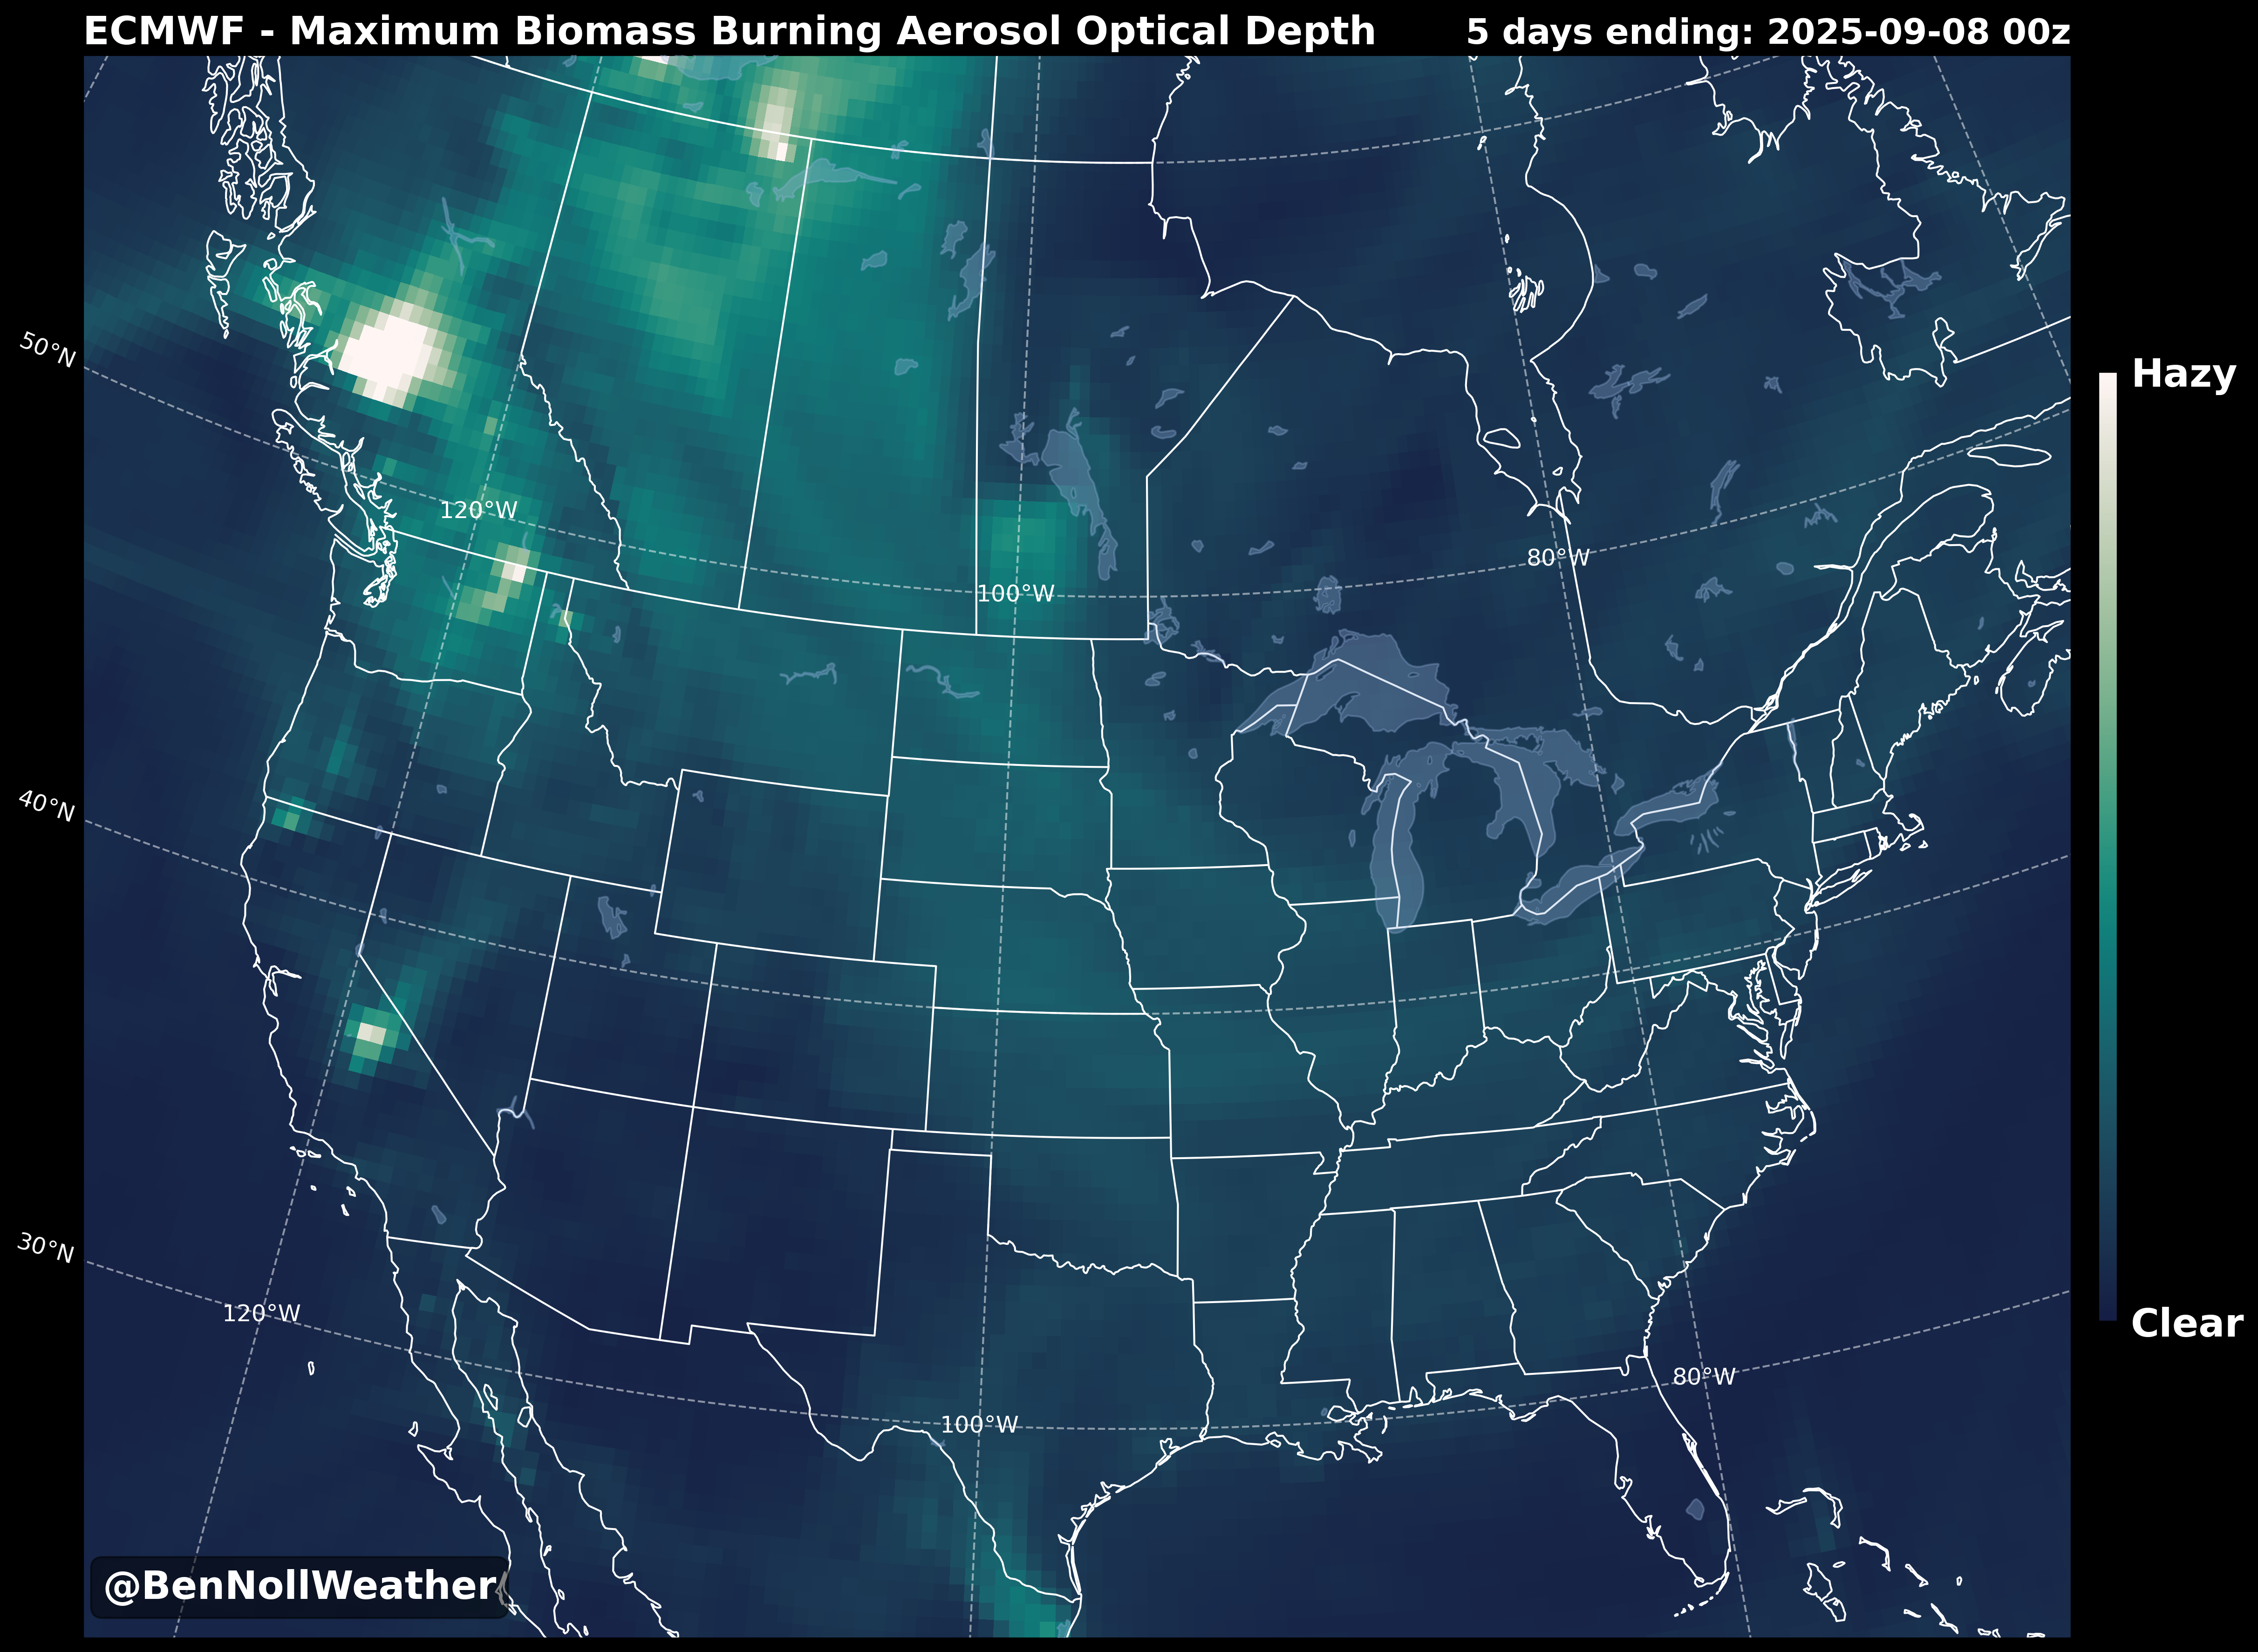 ECMWF - Maximum Biomass Burning Aerosol Optical Depth
5 days ending: 2025-09-08 00z
50°N
Hazy
120°W
80°W
100°W
40°N
30°N
120°W
Clear
80°W
100°W
@BenNollWeather